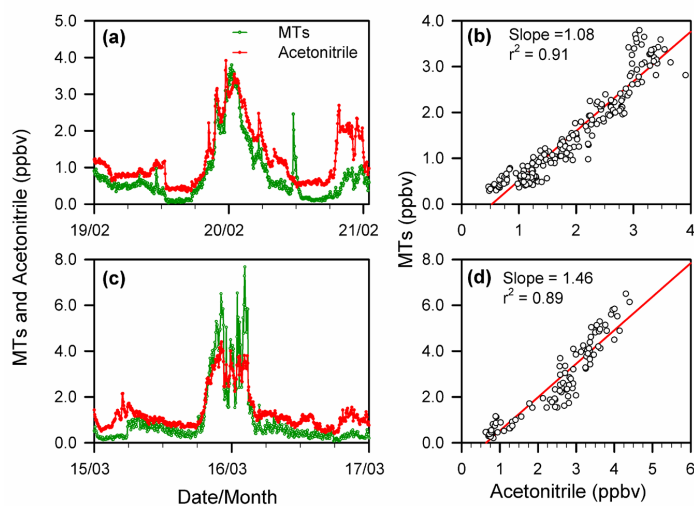 (a)
MTs
Acetonitrile
5.0
4.0
3.0
2.0
1.0
0.0
19/02
20/02
21/02
(b)
Slope =1.08
r² = 0.91
4.0
3.0
2.0
1.0
0.0
0
1
2
3
4
MTs and Acetonitrile (ppbv)
MTs (ppbv)
(c)
8.0
6.0
4.0
2.0
0.0
15/03
16/03
17/03
Date/Month
(d)
Slope = 1.46
r² = 0.89
8.0
6.0
4.0
2.0
0.0
0
1
2
3
4
5
6
Acetonitrile (ppbv)